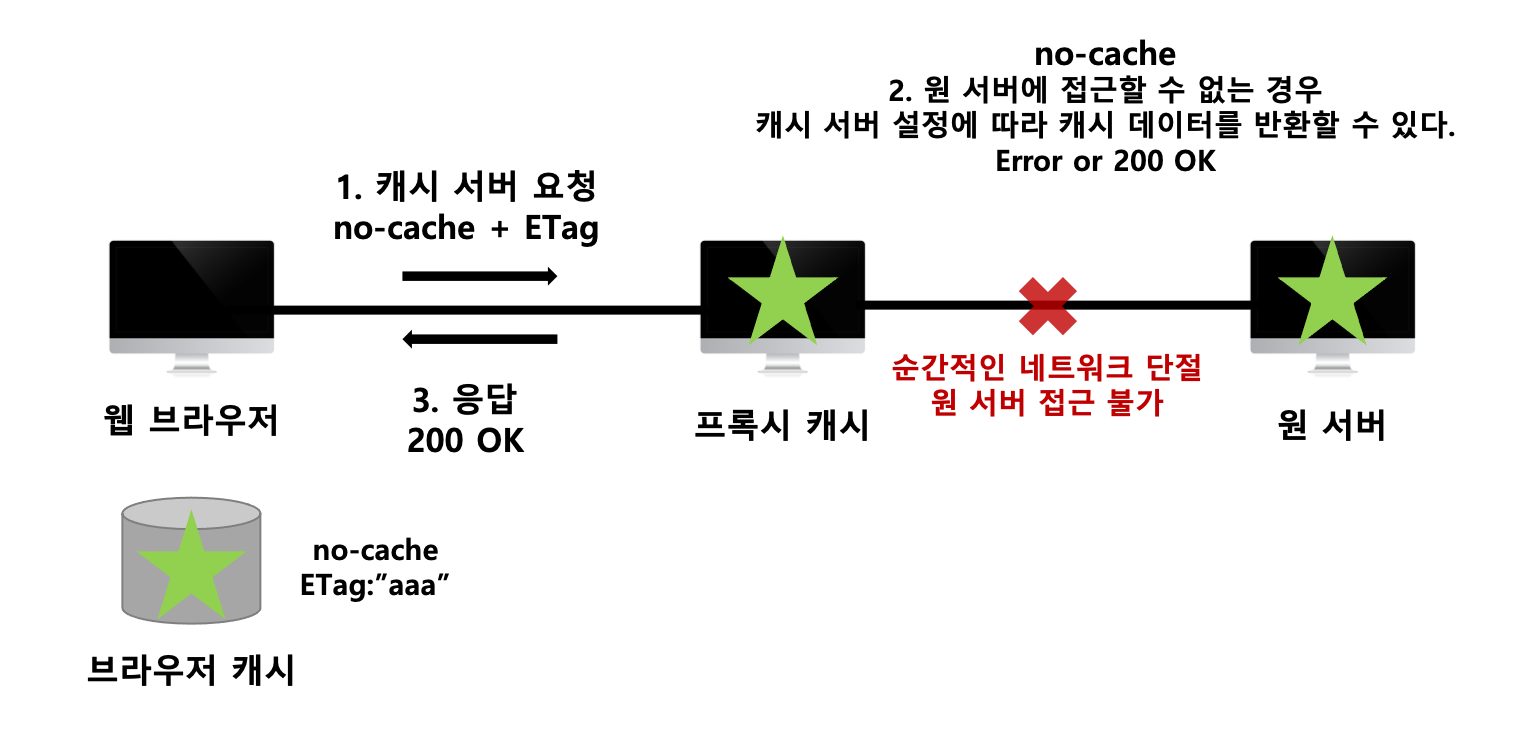 no-cache
2. 원 서버에 접근할 수 없는 경우
캐시 서버 설정에 따라 캐시 데이터를 반환할 수 있다.
Error or 200 OK
1. 캐시 서버 요청
no-cache + ETag
순간적인 네트워크 단절
원 서버 접근 불가
3. 응답
200 OK
웹 브라우저
프록시 캐시
원 서버
no-cache
ETag:”aaa”
브라우저 캐시